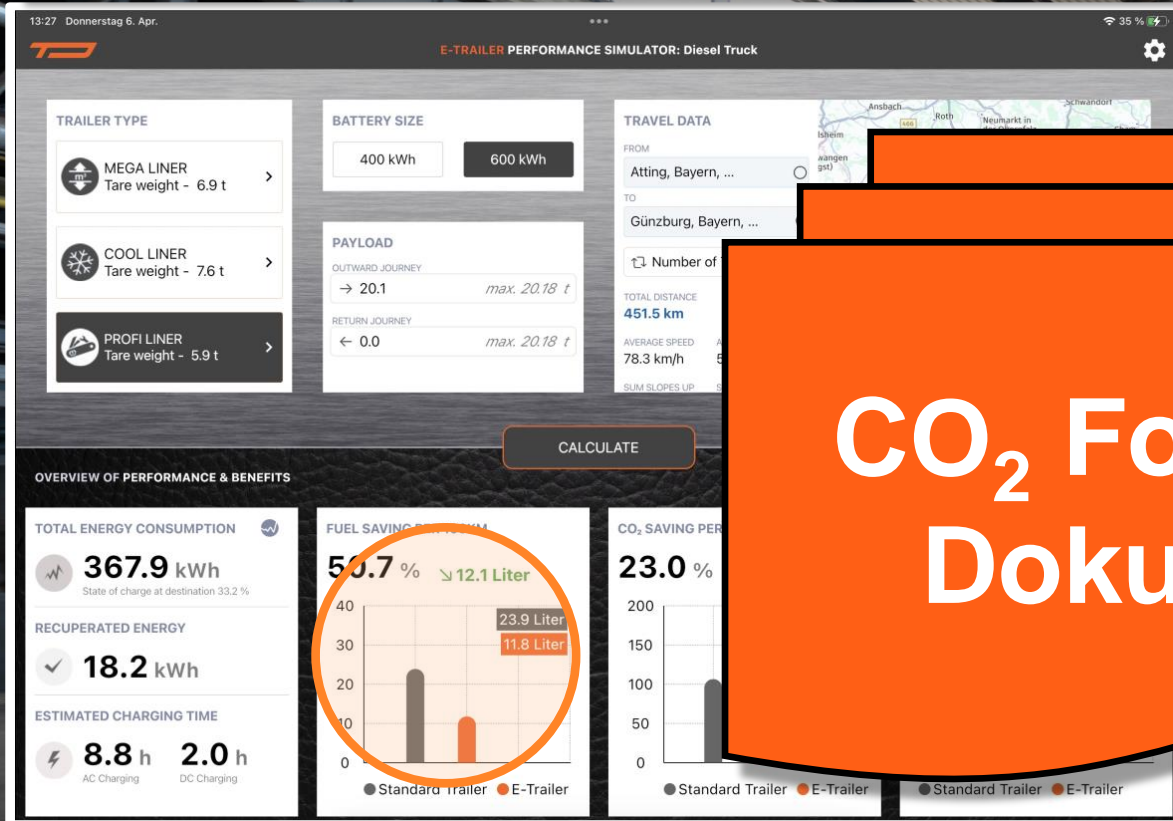 13:27 Donnerstag 6. Apr.
35 %
E-TRAILER PERFORMANCE SIMULATOR: Diesel Truck
TRAILER TYPE
MEGA LINER
Tare weight - 6.9 t
COOL LINER
Tare weight - 7.6 t
PROFI LINER
Tare weight - 5.9 t
BATTERY SIZE
400 kWh
600 kWh
PAYLOAD
OUTWARD JOURNEY
→ 20.1 max. 20.18 t
RETURN JOURNEY
← 0.0 max. 20.18 t
TRAVEL DATA
FROM
Atting, Bayern, ...
TO
Günzburg, Bayern, ...
Number of
TOTAL DISTANCE
451.5 km
AVERAGE SPEED
78.3 km/h
SUM SLOPES UP
Ansbach
Roth
Schwandorf
466
Neumarkt in
CALCULATE
CO₂ Fo
Doku
OVERVIEW OF PERFORMANCE & BENEFITS
TOTAL ENERGY CONSUMPTION
367.9 kWh
State of charge at destination 33.2 %
RECUPERATED ENERGY
18.2 kWh
ESTIMATED CHARGING TIME
8.8 h 2.0 h
AC Charging DC Charging
FUEL SAVING
50.7 % 12.1 Liter
40
30
20
10
0
23.9 Liter
11.8 Liter
Standard Trailer E-Trailer
CO₂ SAVING PER
23.0 %
200
150
100
50
0
Standard Trailer E-Trailer
Standard Trailer E-Trailer